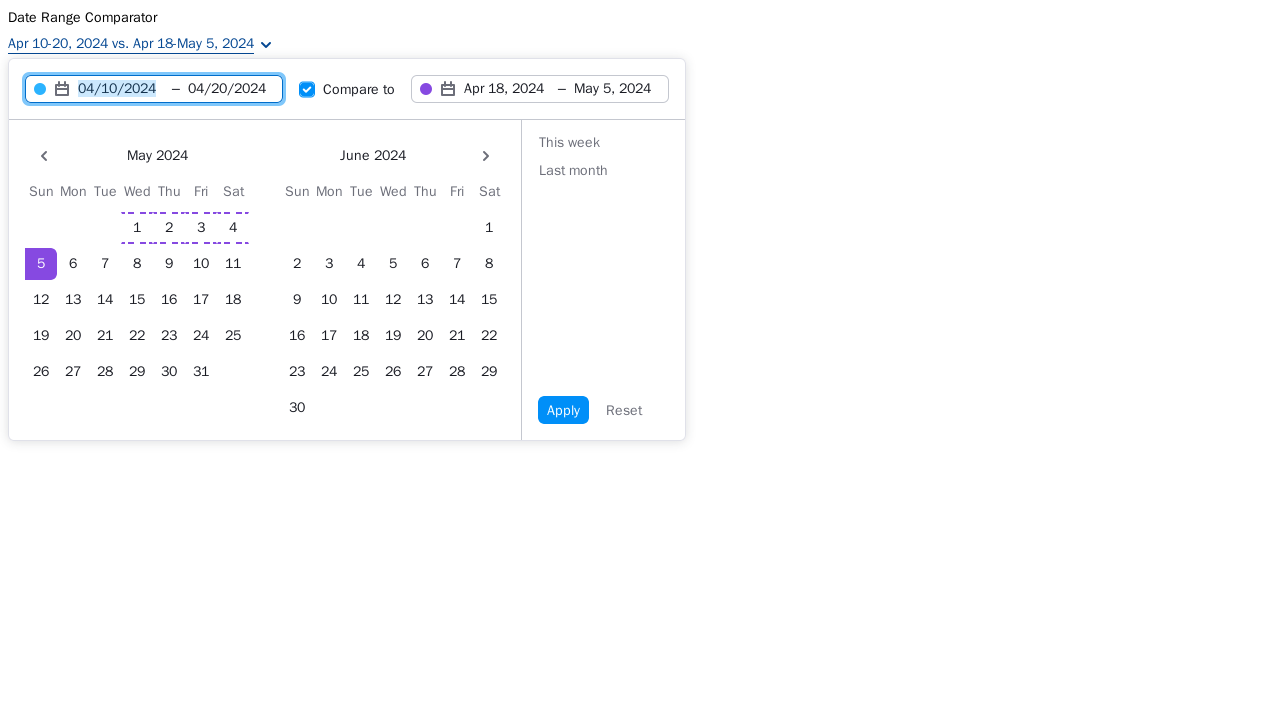 Date Range Comparator
Apr 10-20, 2024 vs. Apr 18-May 5, 2024
04/10/2024 – 04/20/2024 Compare to Apr 18, 2024 – May 5, 2024
May 2024 June 2024
Sun Mon Tue Wed Thu Fri Sat Sun Mon Tue Wed Thu Fri Sat
1 2 3 4 1
5 6 7 8 9 10 11 2 3 4 5 6 7 8
12 13 14 15 16 17 18 9 10 11 12 13 14 15
19 20 21 22 23 24 25 16 17 18 19 20 21 22
26 27 28 29 30 31 23 24 25 26 27 28 29
30
This week
Last month
Apply Reset